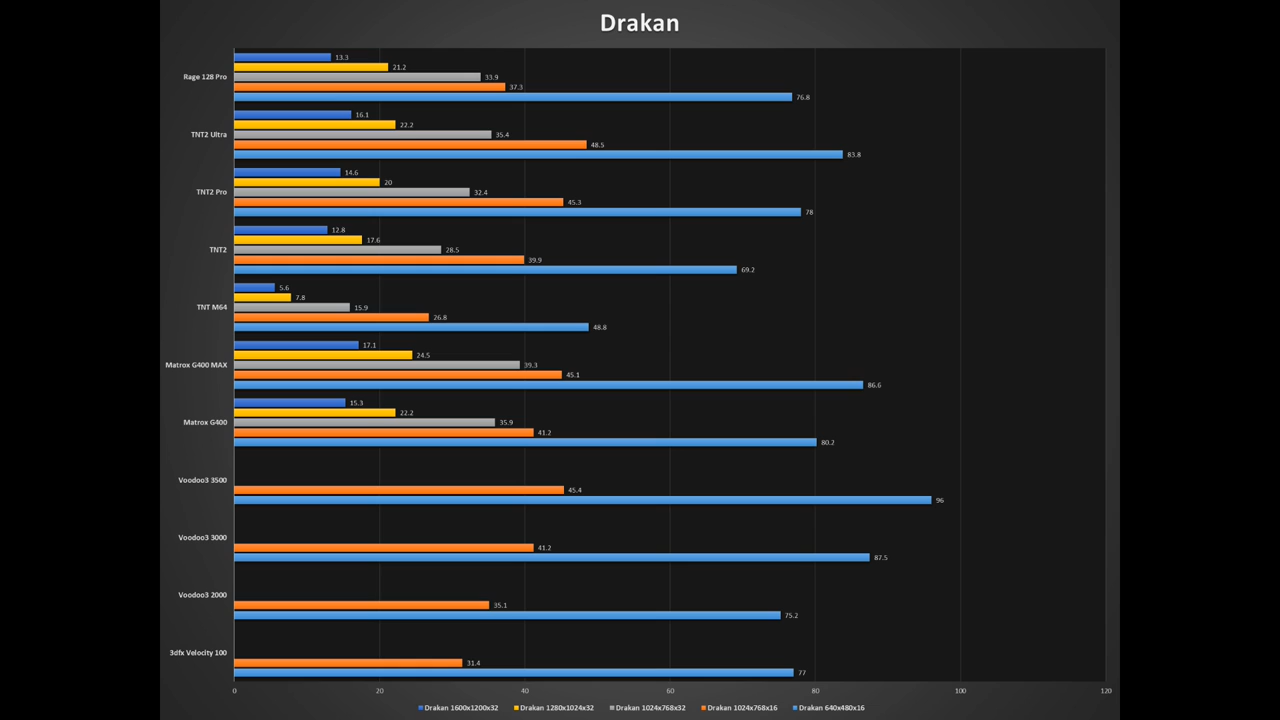 Drakan
13.3
21.2
Rage 128 Pro 33.9
37.3
76.8
16.1
22.2
TNT2 Ultra 35.4
48.5
83.8
14.6
20
TNT2 Pro 32.4
45.3
78
12.8
17.6
TNT2 28.5
39.9
69.2
5.6
7.8
TNT M64 15.9
26.8
48.8
17.1
24.5
Matrox G400 MAX 39.3
45.1
86.6
15.3
22.2
Matrox G400 35.9
41.2
80.2
Voodoo3 3500
45.4
96
Voodoo3 3000
41.2
87.5
Voodoo3 2000
35.1
75.2
3dfx Velocity 100
31.4
77
0 20 40 60 80 100 120
Drakan 1600x1200x32 Drakan 1280x1024x32 Drakan 1024x768x32 Drakan 1024x768x16 Drakan 640x480x16